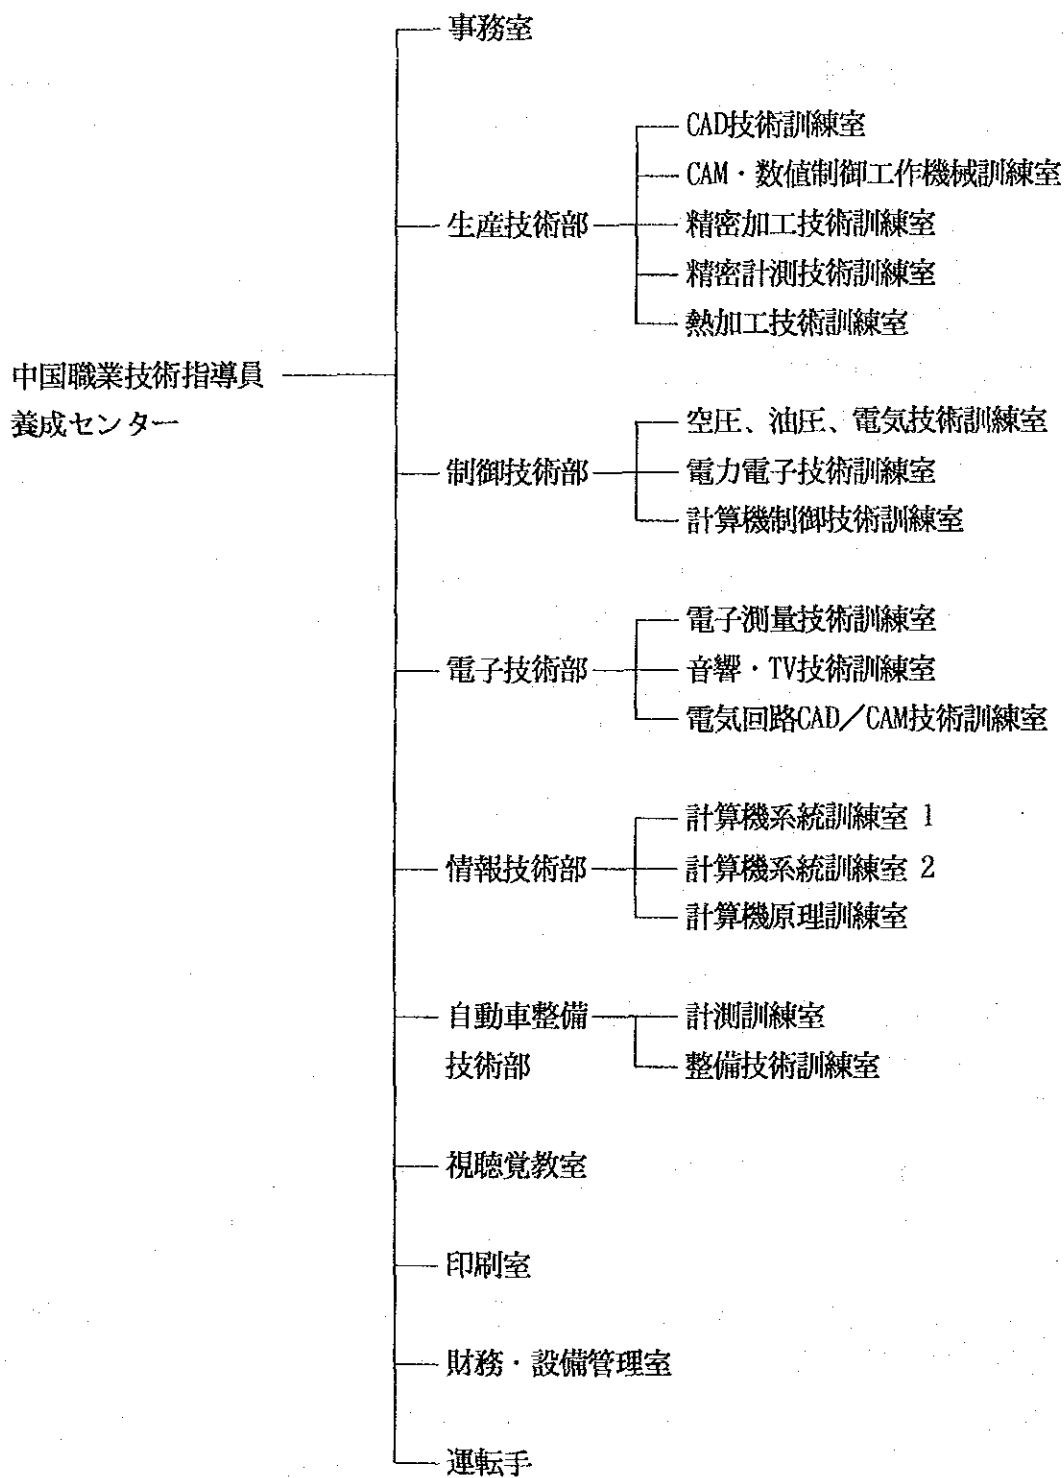 事務室
CAD技術訓練室
CAM・数値制御工作機械訓練室
生産技術部
精密加工技術訓練室
精密計測技術訓練室
熱加工技術訓練室
中国職業技術指導員
養成センター
空圧、油圧、電気技術訓練室
制御技術部
電力電子技術訓練室
計算機制御技術訓練室
電子測量技術訓練室
電子技術部
音響・TV技術訓練室
電気回路CAD／CAM技術訓練室
計算機系統訓練室 1
情報技術部
計算機系統訓練室 2
計算機原理訓練室
自動車整備
技術部
計測訓練室
整備技術訓練室
視聴覚教室
印刷室
財務・設備管理室
運転手